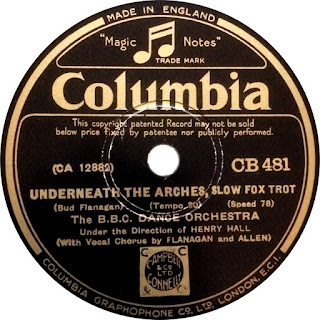 MADE IN ENGLAND
"Magic Notes"
TRADE MARK
Columbia
This copyright patented Record may not be sold
below price fixed by patentee nor publicly performed.
(CA 12882)
CB 481
UNDERNEATH THE ARCHES, SLOW FOX TROT
(Bud Flanagan) (Tempo 30) (Speed 78)
The B.B.C. DANCE ORCHESTRA
Under the Direction of HENRY HALL
(With Vocal Chorus by FLANAGAN and ALLEN)
CAMPBELL
&CO
LTD
CONNELLY
COLUMBIA GRAPHOPHONE CO. LTD. LONDON, E.C.1.